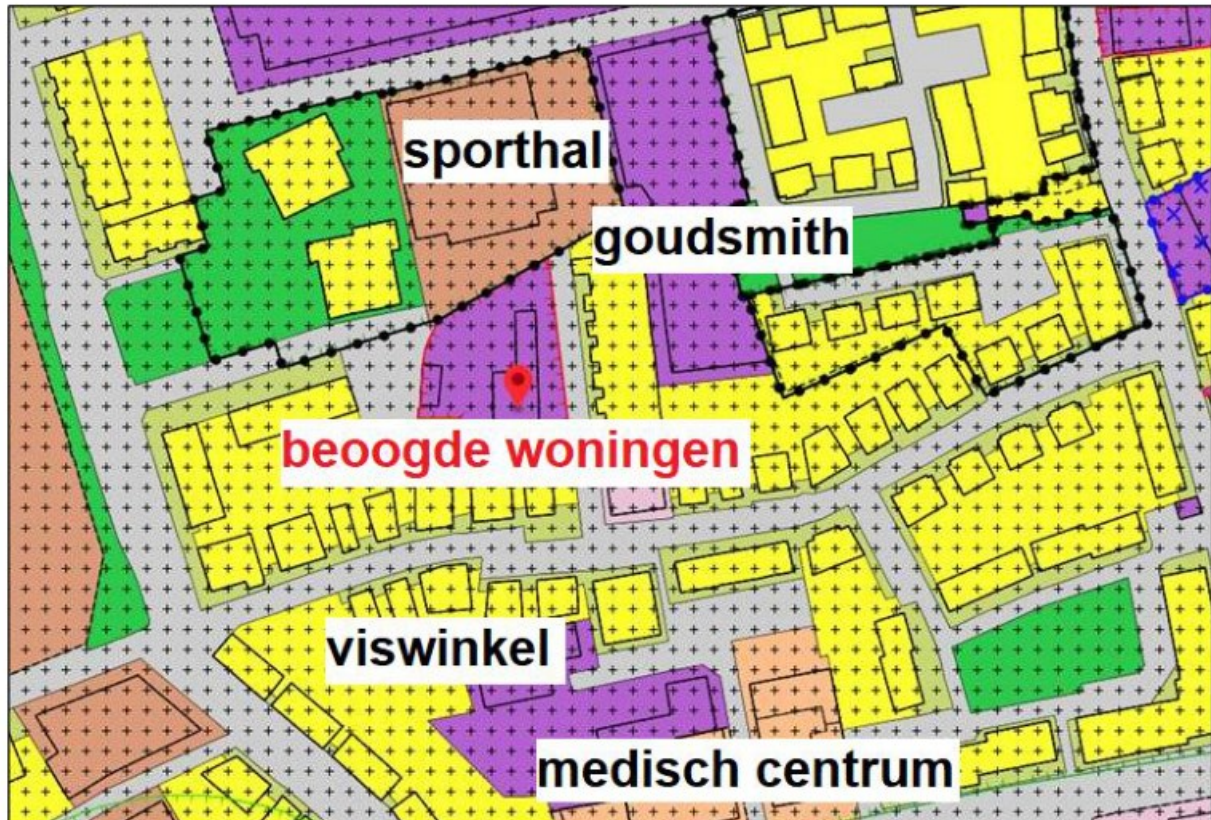 sporthal
goudsmith
beoogde woningen
viswinkel
medisch centrum